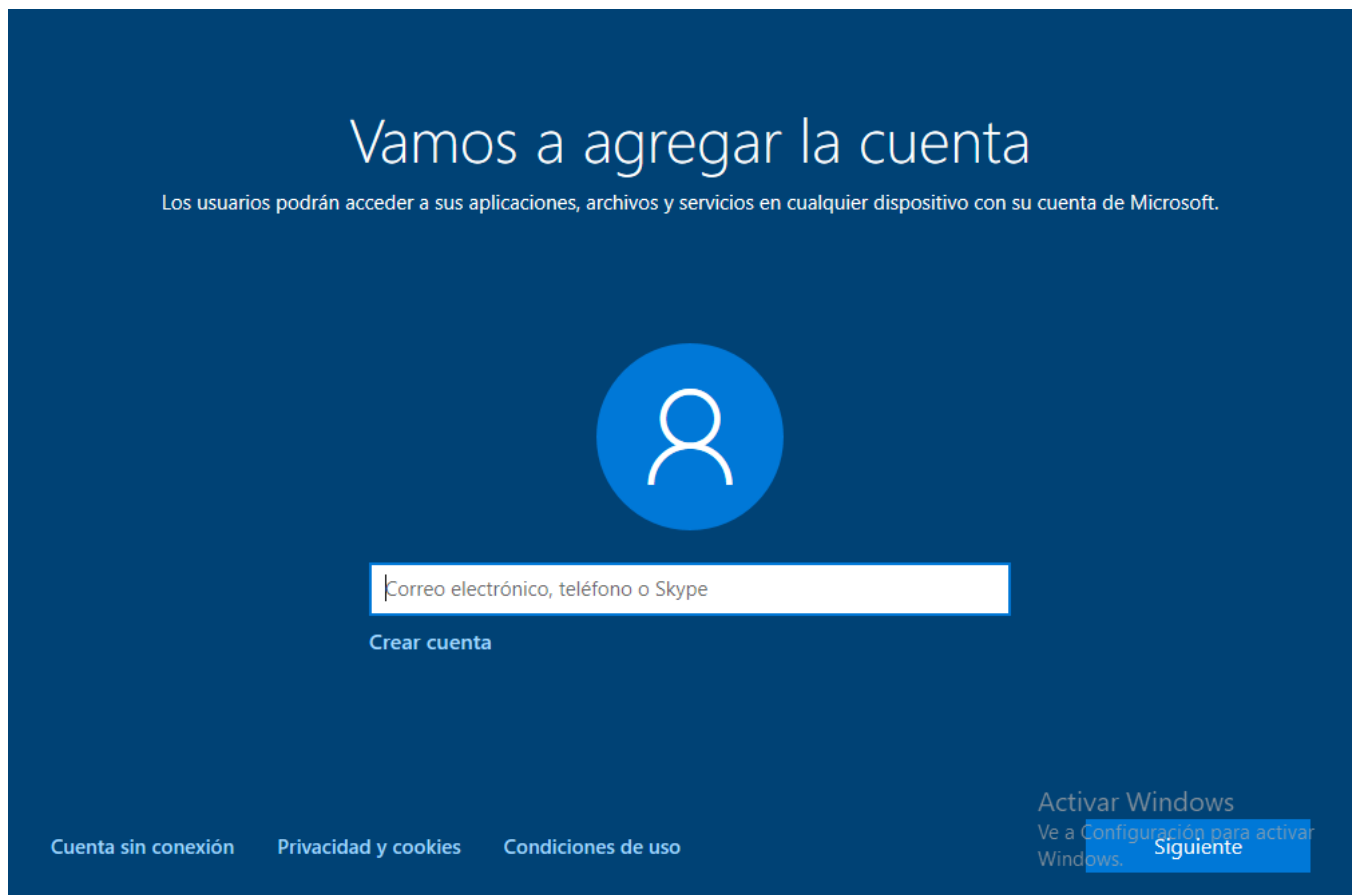 Vamos a agregar la cuenta
Los usuarios podrán acceder a sus aplicaciones, archivos y servicios en cualquier dispositivo con su cuenta de Microsoft.
Correo electrónico, teléfono o Skype
Crear cuenta
Activar Windows
Ve a Configuración para activar
Windows.
Cuenta sin conexión
Privacidad y cookies
Condiciones de uso
Siguiente